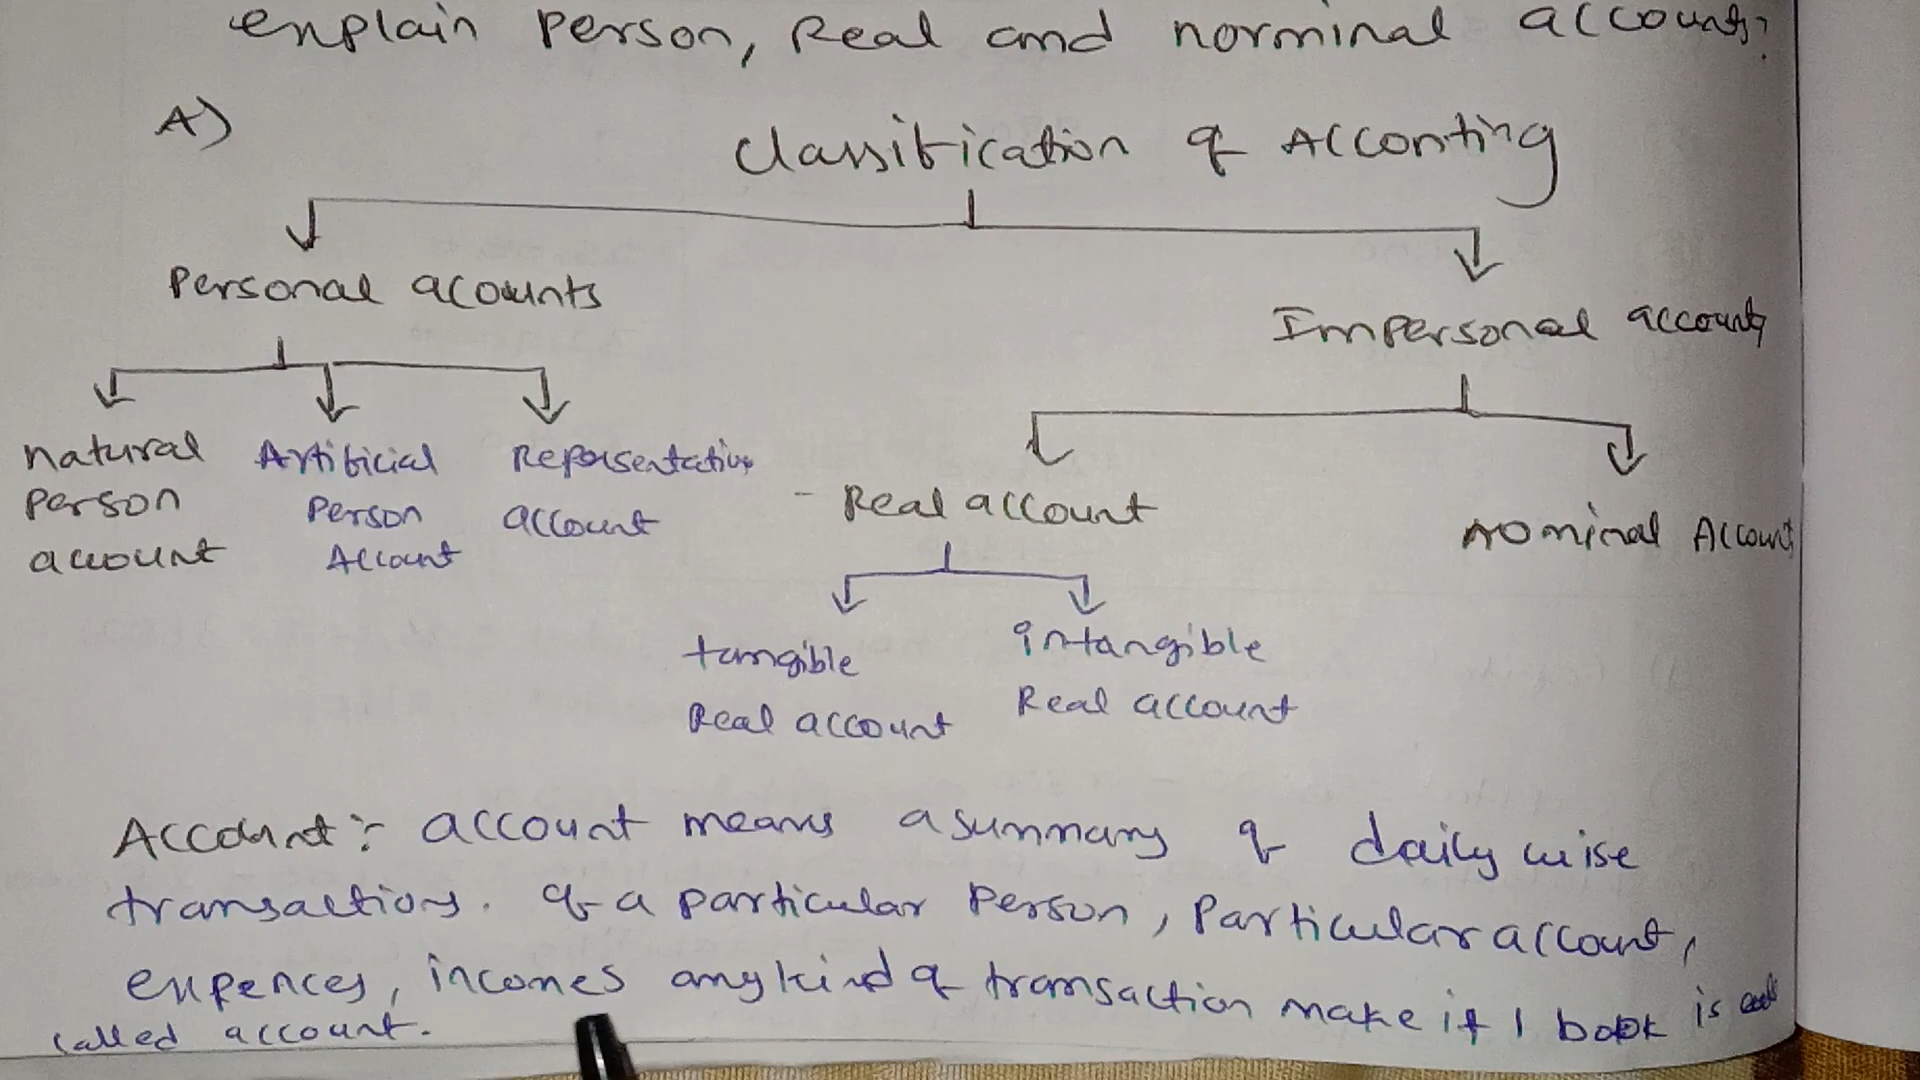 explain Person, Real and norminal accounts?
A)
Classification of Acconting
Personal acounts
Impersonal accounts
natural person account
Artificial Person Account
Representative account
- Real account
nominal Account
tangible Real account
intangible Real account
Account :- account means a summary of daily wise
transactions. of a particular Person, Particular account,
expences, incomes any kind of transaction make it 1 book is
called account.